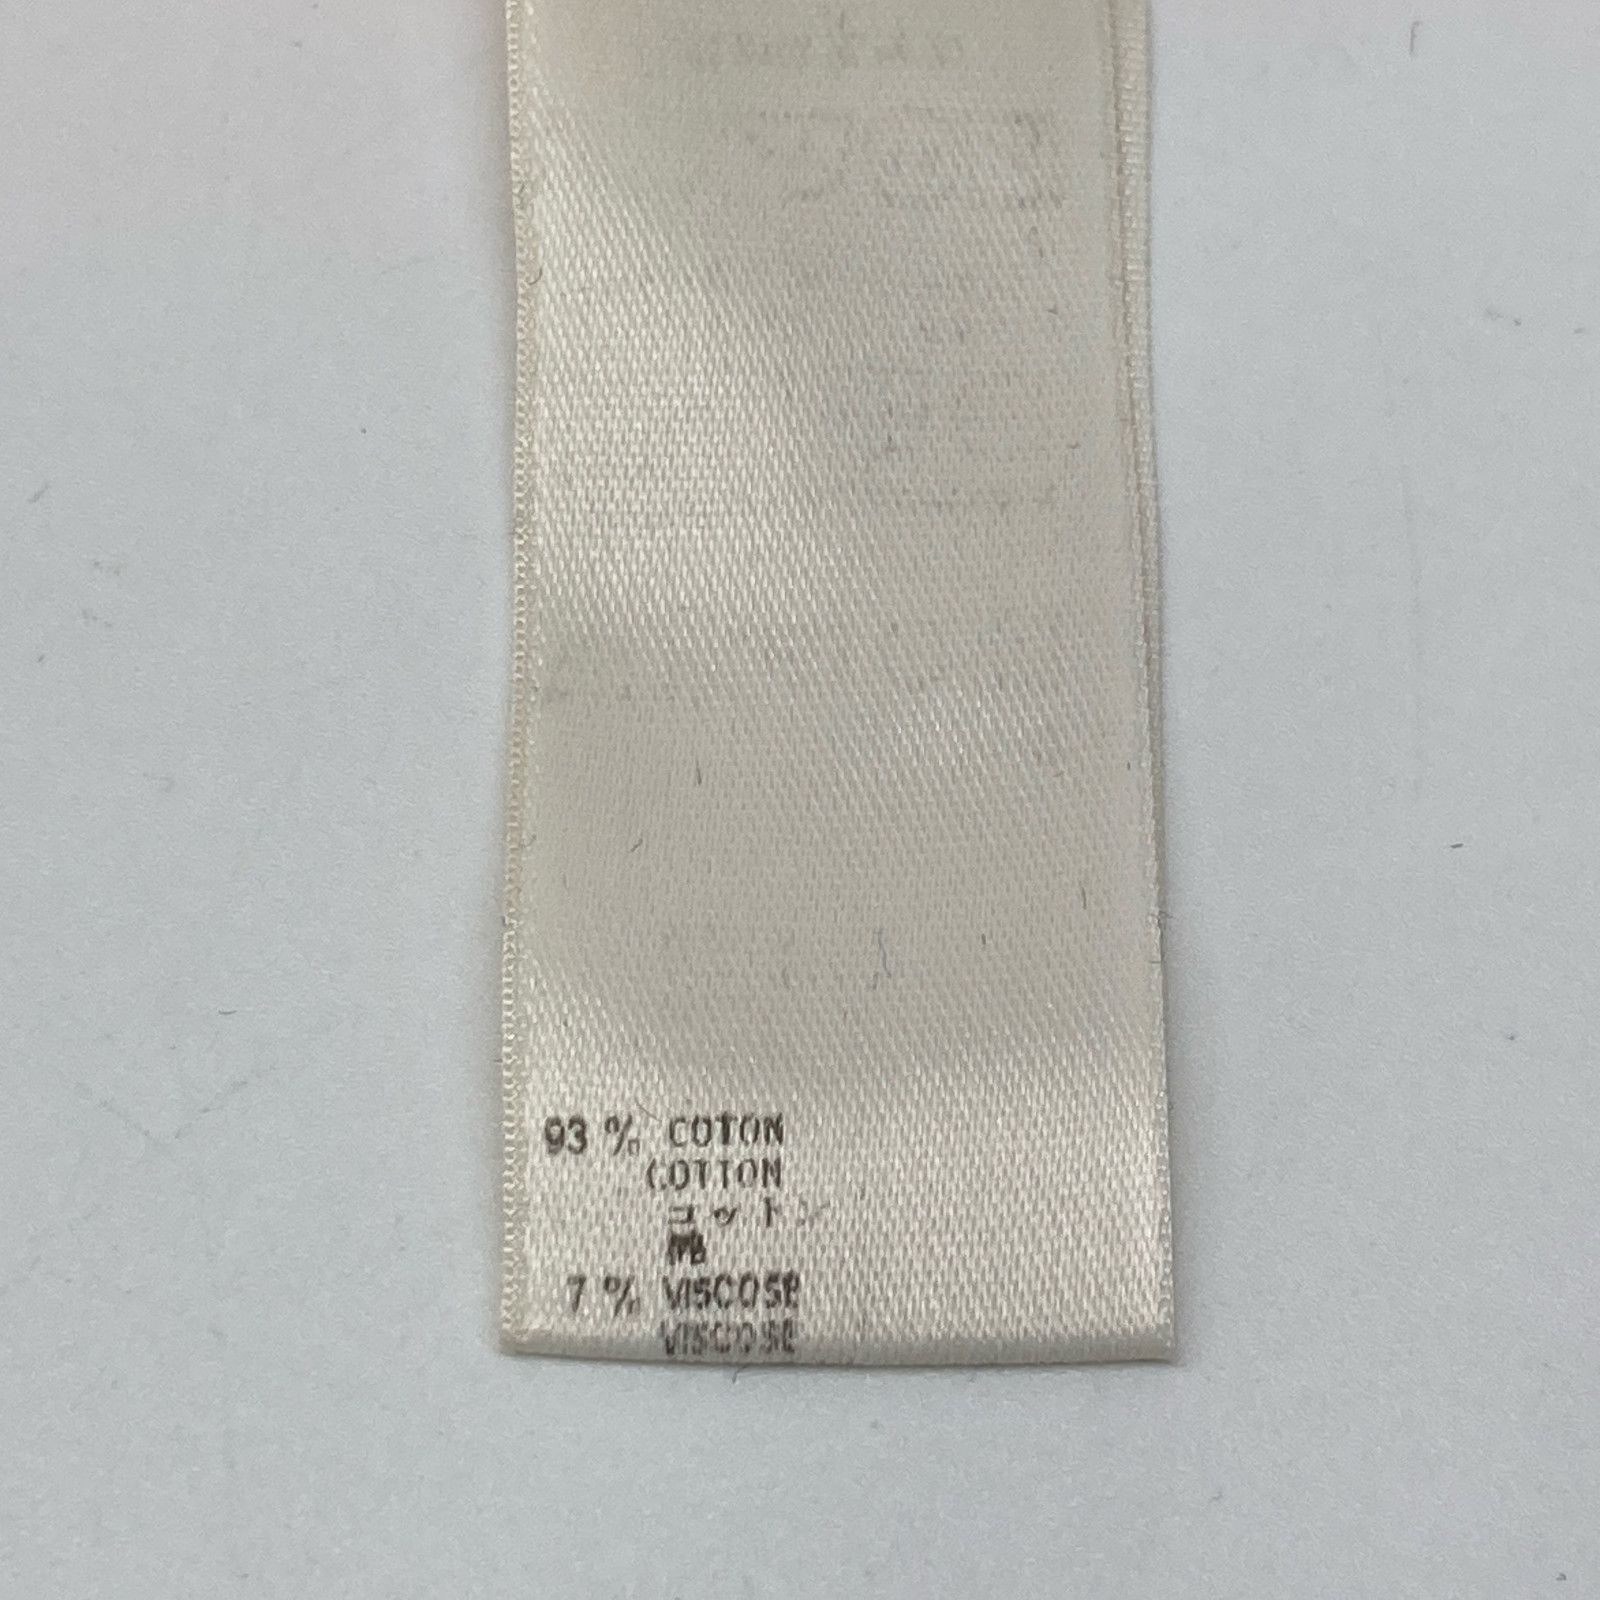 93 % COTON
COTTON
コットン
棉
7 % VISCOSE
VISCOSE